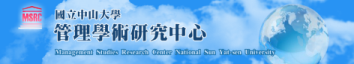 MSRC
國立中山大學
管理學術研究中心
Management Studies Research Center National Sun Yat-sen University